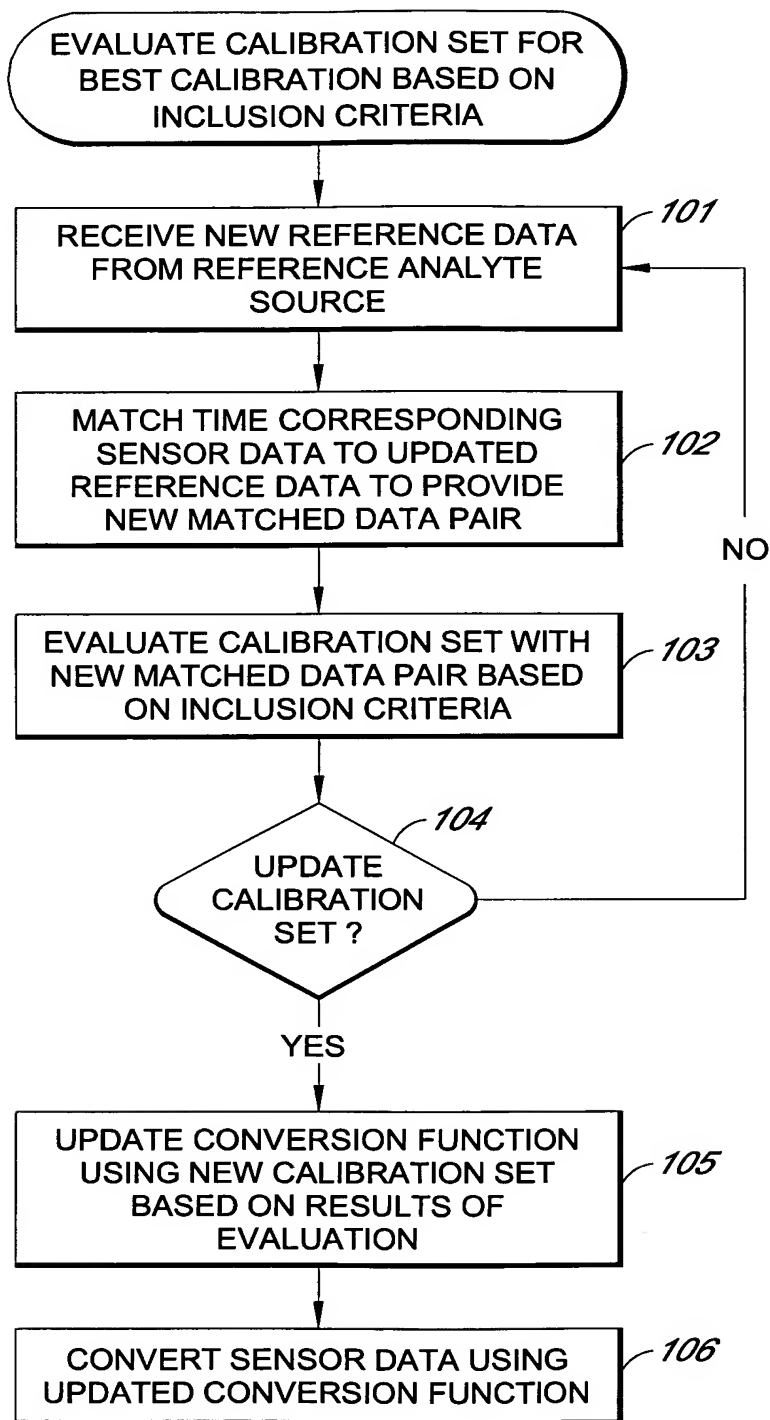 EVALUATE CALIBRATION SET FOR
BEST CALIBRATION BASED ON
INCLUSION CRITERIA
101
RECEIVE NEW REFERENCE DATA
FROM REFERENCE ANALYTE
SOURCE
102
MATCH TIME CORRESPONDING
SENSOR DATA TO UPDATED
REFERENCE DATA TO PROVIDE
NEW MATCHED DATA PAIR
NO
103
EVALUATE CALIBRATION SET WITH
NEW MATCHED DATA PAIR BASED
ON INCLUSION CRITERIA
104
UPDATE
CALIBRATION
SET ?
YES
105
UPDATE CONVERSION FUNCTION
USING NEW CALIBRATION SET
BASED ON RESULTS OF
EVALUATION
106
CONVERT SENSOR DATA USING
UPDATED CONVERSION FUNCTION